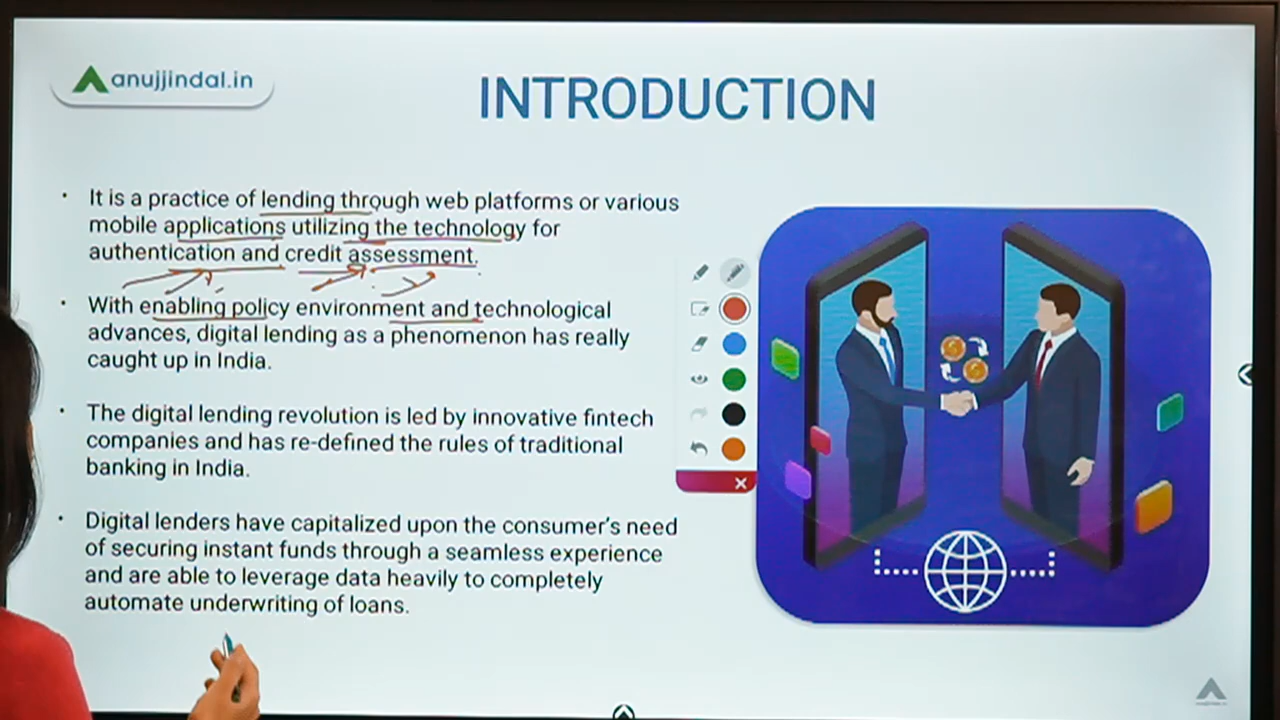 anujjindal.in
INTRODUCTION
• It is a practice of lending through web platforms or various
mobile applications utilizing the technology for
authentication and credit assessment.
• With enabling policy environment and technological
advances, digital lending as a phenomenon has really
caught up in India.
• The digital lending revolution is led by innovative fintech
companies and has re-defined the rules of traditional
banking in India.
• Digital lenders have capitalized upon the consumer's need
of securing instant funds through a seamless experience
and are able to leverage data heavily to completely
automate underwriting of loans.